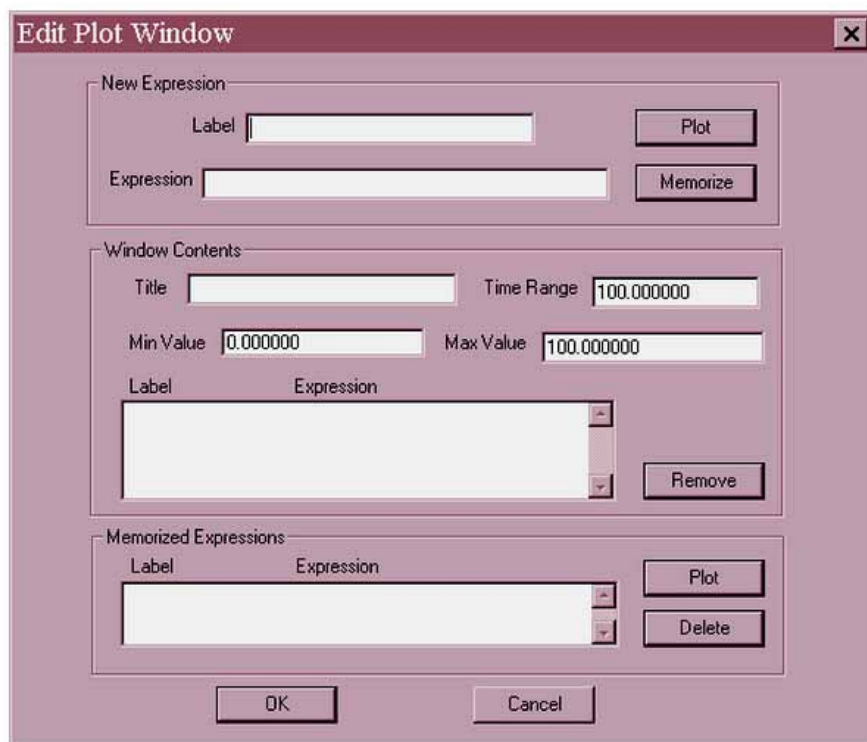 Edit Plot Window
New Expression
Label
Plot
Expression
Memorize
Window Contents
Title
Time Range 100.000000
Min Value 0.000000 Max Value 100.000000
Label Expression
Remove
Memorized Expressions
Label Expression
Plot
Delete
OK Cancel